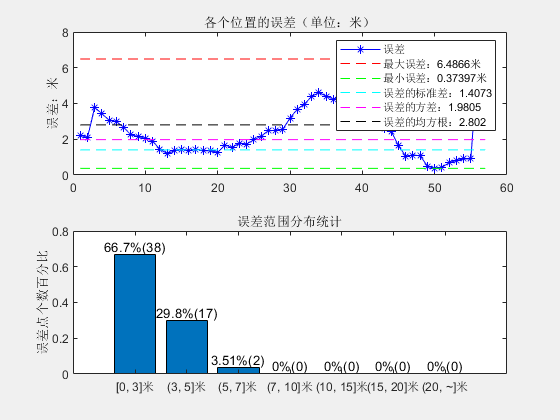 各个位置的误差（单位：米）
误差：米
8
6
4
2
0
误差
最大误差：6.4866米
最小误差：0.37397米
误差的标准差：1.4073
误差的方差：1.9805
误差的均方根：2.802
0 10 20 30 40 50 60
误差范围分布统计
误差点个数百分比
0.8
0.6
0.4
0.2
0
66.7%(38)
29.8%(17)
3.51%(2)
0%(0) 0%(0) 0%(0) 0%(0)
[0, 3]米 (3, 5]米 (5, 7]米 (7, 10]米 (10, 15]米 (15, 20]米 (20, ~]米